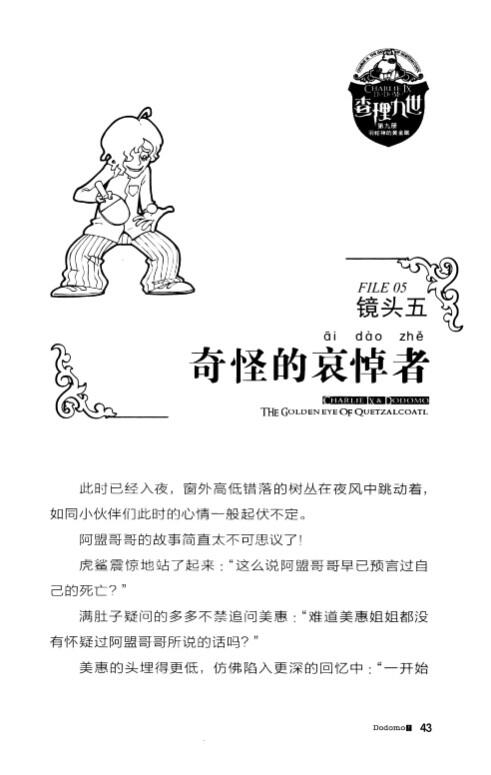 CHARLIE IX
DODOMO
查理九世
第九册
羽蛇神的黄金眼
FILE 05
镜头五
āi dào zhě
奇怪的哀悼者
CHARLIE IX & DODOMO
THE GOLDEN EYE OF QUETZALCOATL
此时已经入夜，窗外高低错落的树丛在夜风中跳动着，
如同小伙伴们此时的心情一般起伏不定。
阿盟哥哥的故事简直太不可思议了！
虎鲨震惊地站了起来：“这么说阿盟哥哥早已预言过自
己的死亡？”
满肚子疑问的多多不禁追问美惠：“难道美惠姐姐都没
有怀疑过阿盟哥哥所说的话吗？”
美惠的头埋得更低，仿佛陷入更深的回忆中：“一开始
Dodomo 43